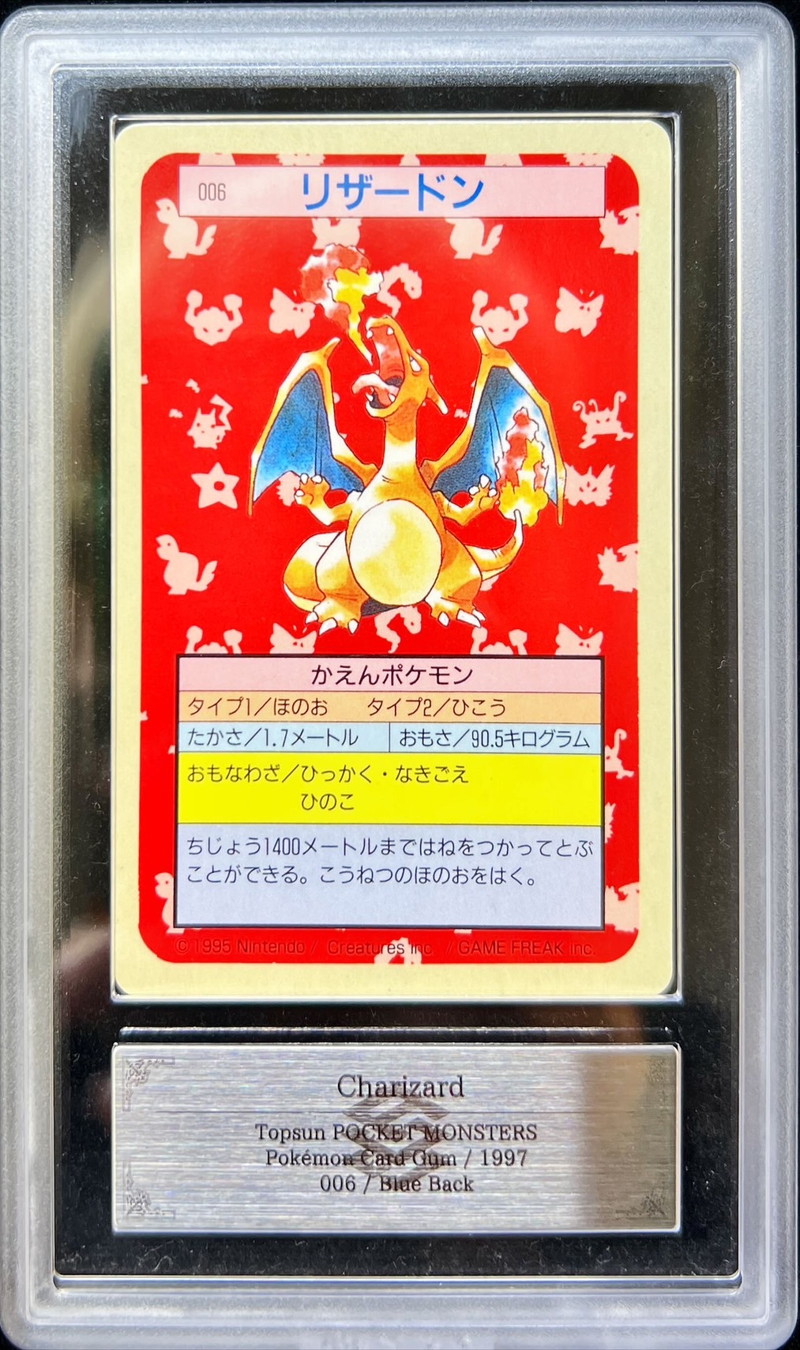 006 リザードン
かえんポケモン
タイプ1／ほのお タイプ2／ひこう
たかさ／1.7メートル おもさ／90.5キログラム
おもなわざ／ひっかく・なきごえ
ひのこ
ちじょう1400メートルまではねをつかってとぶ
ことができる。こうねつのほのおをはく。
© 1995 Nintendo / Creatures inc. / GAME FREAK inc.
Charizard
Topsun POCKET MONSTERS
Pokémon Card Gum / 1997
006 / Blue Back